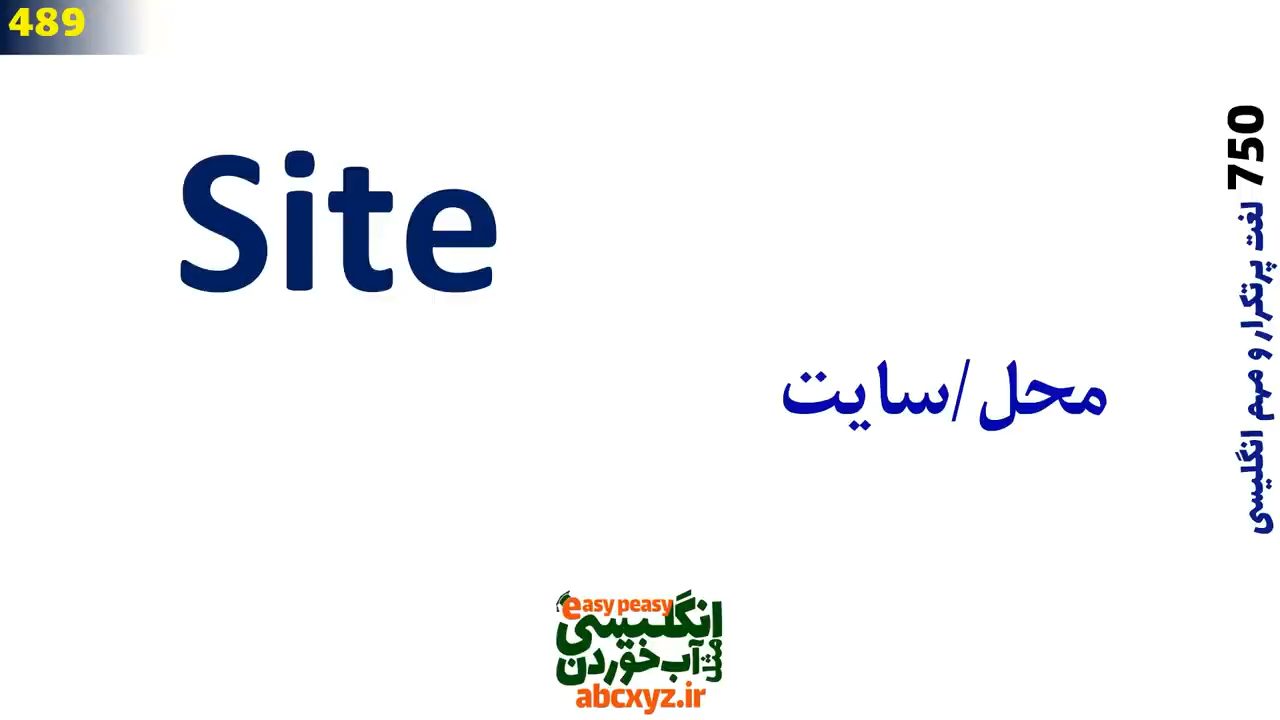 489
Site
محل/سایت
750 لغت پرتکرار و مهم انگلیسی
easy peasy
انگلیسی
مثل آب خوردن
abcxyz.ir